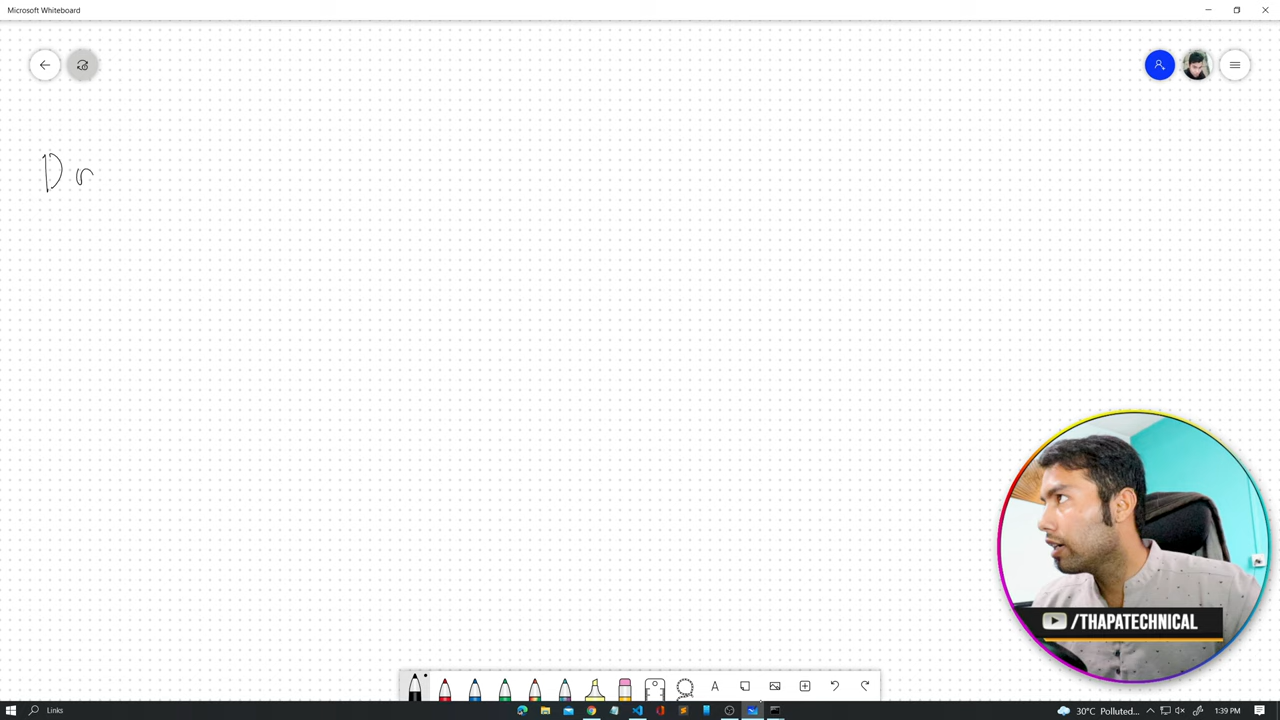 Microsoft Whiteboard
D
/THAPATECHNICAL
A
Links
30°C Polluted...
1:39 PM